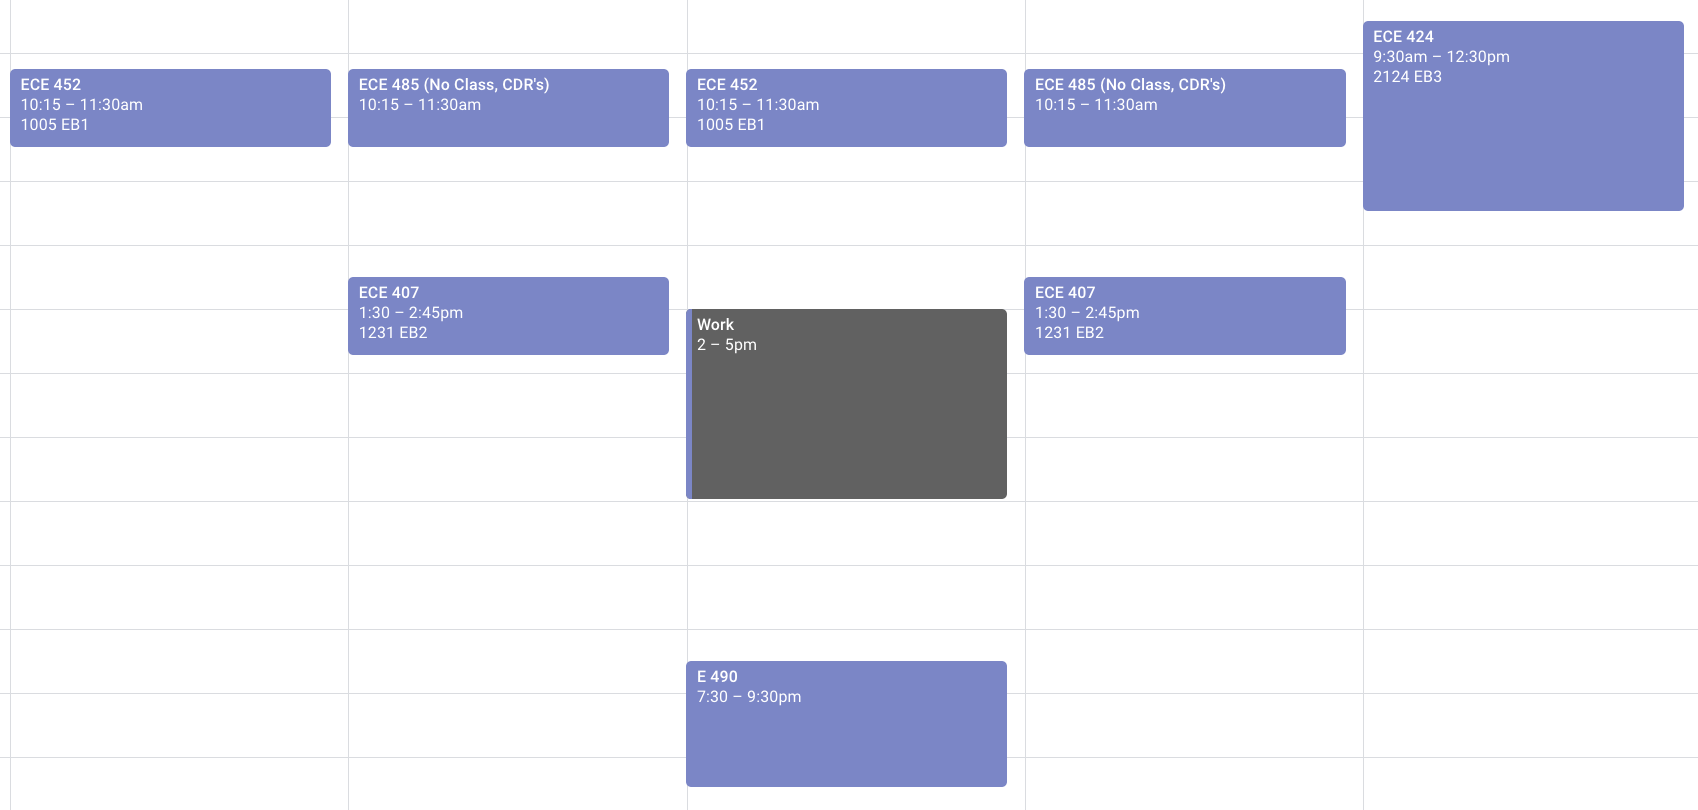 ECE 452
10:15 – 11:30am
1005 EB1
ECE 485 (No Class, CDR's)
10:15 – 11:30am
ECE 407
1:30 – 2:45pm
1231 EB2
ECE 452
10:15 – 11:30am
1005 EB1
Work
2 – 5pm
E 490
7:30 – 9:30pm
ECE 485 (No Class, CDR's)
10:15 – 11:30am
ECE 407
1:30 – 2:45pm
1231 EB2
ECE 424
9:30am – 12:30pm
2124 EB3